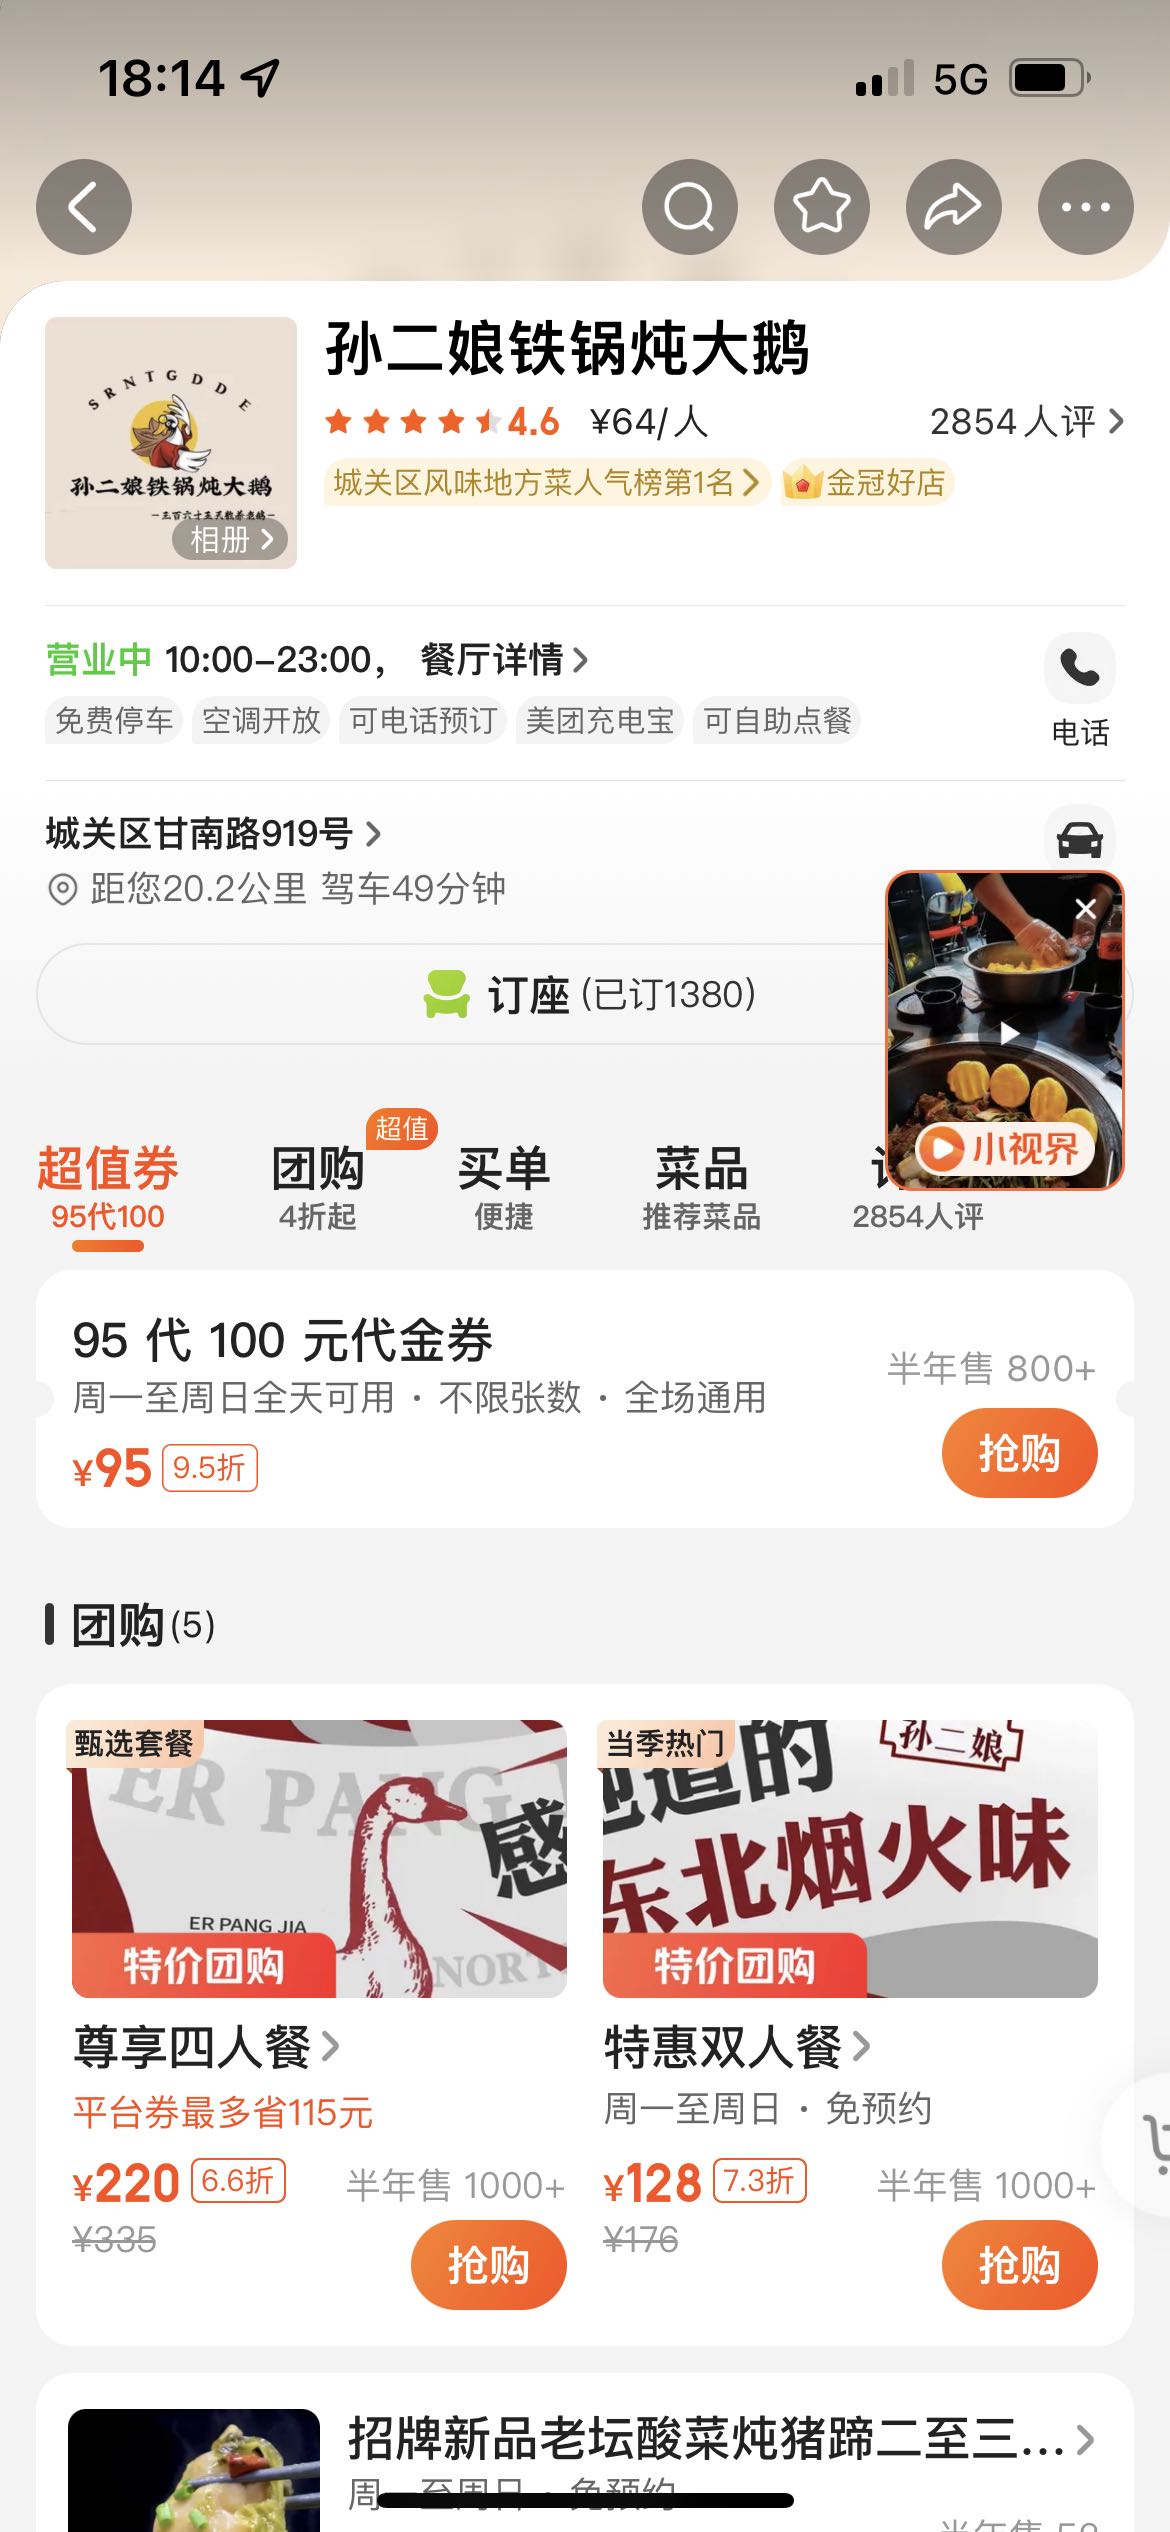 18:14
5G
SRNTGDDE
孙二娘铁锅炖大鹅
相册
孙二娘铁锅炖大鹅
4.6 ¥64/人 2854人评
城关区风味地方菜人气榜第1名 金冠好店
营业中 10:00-23:00， 餐厅详情
免费停车 空调开放 可电话预订 美团充电宝 可自助点餐
电话
城关区甘南路919号
距您20.2公里 驾车49分钟
订座 (已订1380)
小视界
超值
超值券 团购 买单 菜品
95代100 4折起 便捷 推荐菜品 2854人评
95 代 100 元代金券
周一至周日全天可用 · 不限张数 · 全场通用
半年售 800+
¥95 9.5折
抢购
团购(5)
甄选套餐
ER PANG
感
ER PANG JIA
NORT
特价团购
当季热门
地道的
孙二娘
东北烟火味
特价团购
尊享四人餐
平台券最多省115元
¥220 6.6折 半年售 1000+
¥335
抢购
特惠双人餐
周一至周日 · 免预约
¥128 7.3折 半年售 1000+
¥176
抢购
招牌新品老坛酸菜炖猪蹄二至三...
周一至周日 · 免预约
半年售